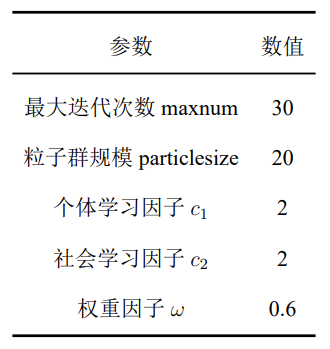 参数 数值
最大迭代次数 maxnum 30
粒子群规模 particlesize 20
个体学习因子 c₁ 2
社会学习因子 c₂ 2
权重因子 ω 0.6